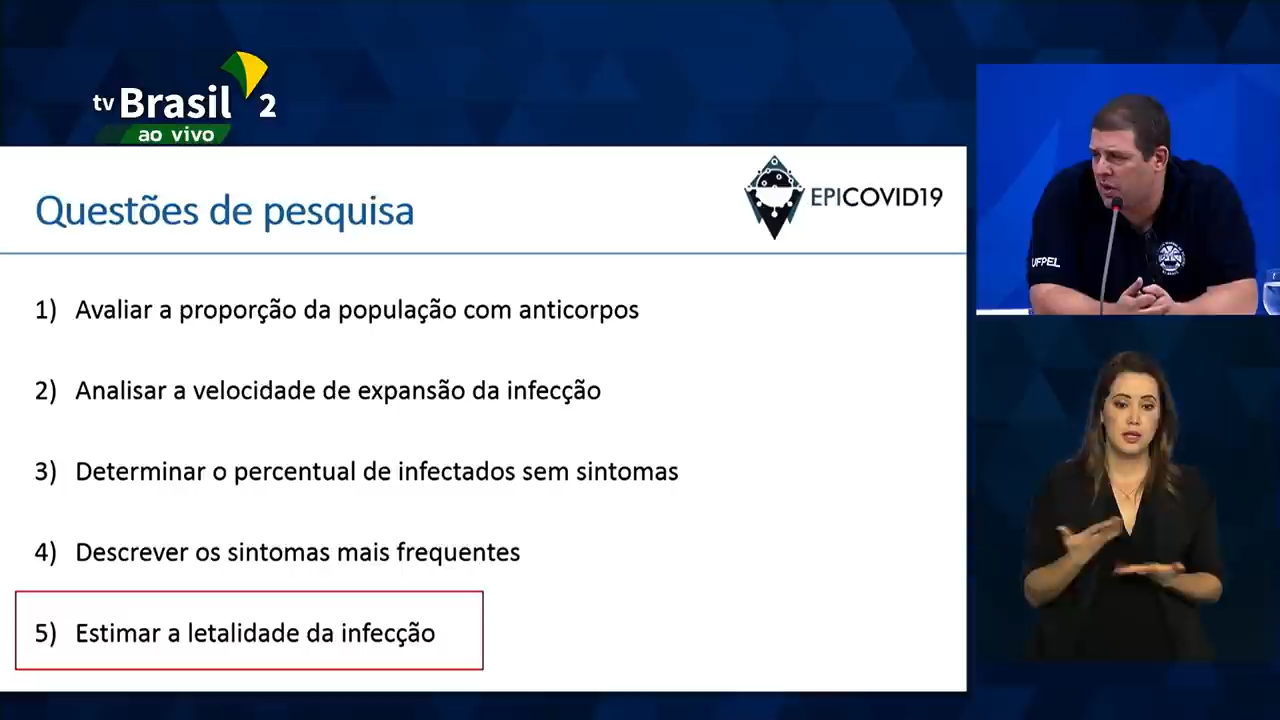 tv Brasil 2
ao vivo
Questões de pesquisa
EPICOVID19
1) Avaliar a proporção da população com anticorpos
2) Analisar a velocidade de expansão da infecção
3) Determinar o percentual de infectados sem sintomas
4) Descrever os sintomas mais frequentes
5) Estimar a letalidade da infecção
UFPEL